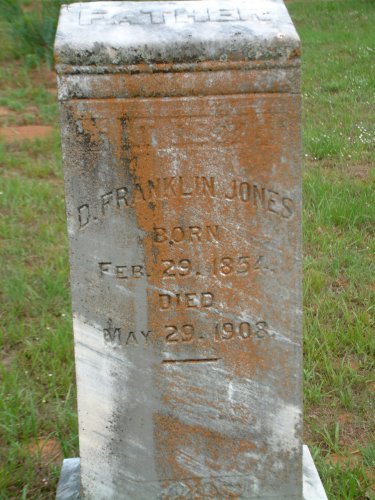 FATHER
D. FRANKLIN JONES
BORN
FEB. 29. 1854.
DIED
MAY 29. 1908.